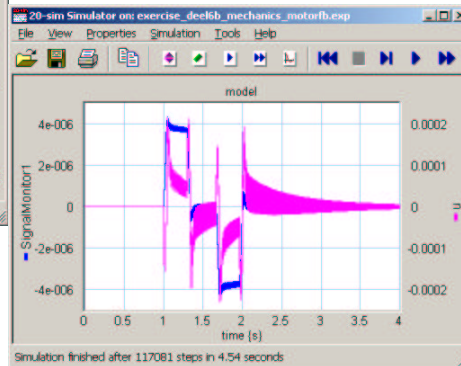 20-sim Simulator on: exercise_deel6b_mechanics_motorfb.exp
File View Properties Simulation Tools Help
model
4e-006
2e-006
0
-2e-006
-4e-006
SignalMonitor1
0.0002
0.0001
0
-0.0001
-0.0002
0 0.5 1 1.5 2 2.5 3 3.5 4
time {s}
Simulation finished after 117081 steps in 4.54 seconds